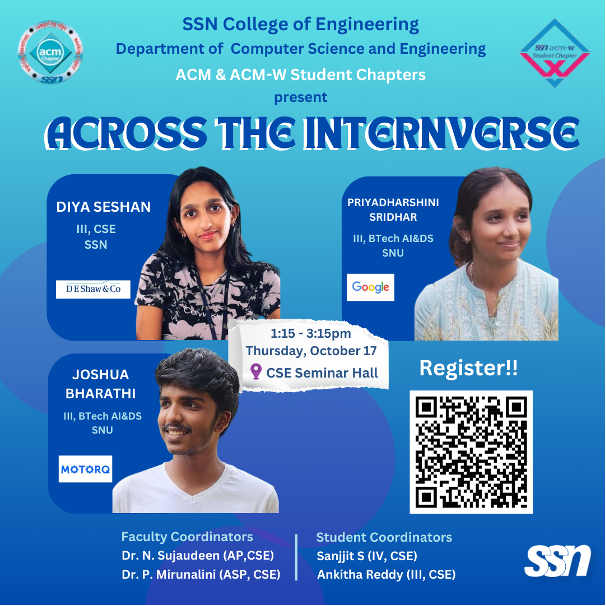 SSN College of Engineering
Department of Computer Science and Engineering
ACM & ACM-W Student Chapters
present
acm
Chapter
SSN
ssn acm-w
Student Chapter
ACROSS THE INTERNVERSE
DIYA SESHAN
III, CSE
SSN
DE Shaw & Co
PRIYADHARSHINI
SRIDHAR
III, BTech AI&DS
SNU
Google
1:15 - 3:15pm
Thursday, October 17
CSE Seminar Hall
JOSHUA
BHARATHI
III, BTech AI&DS
SNU
MOTORQ
Register!!
Faculty Coordinators
Dr. N. Sujaudeen (AP,CSE)
Dr. P. Mirunalini (ASP, CSE)
Student Coordinators
Sanjjit S (IV, CSE)
Ankitha Reddy (III, CSE)
ssn